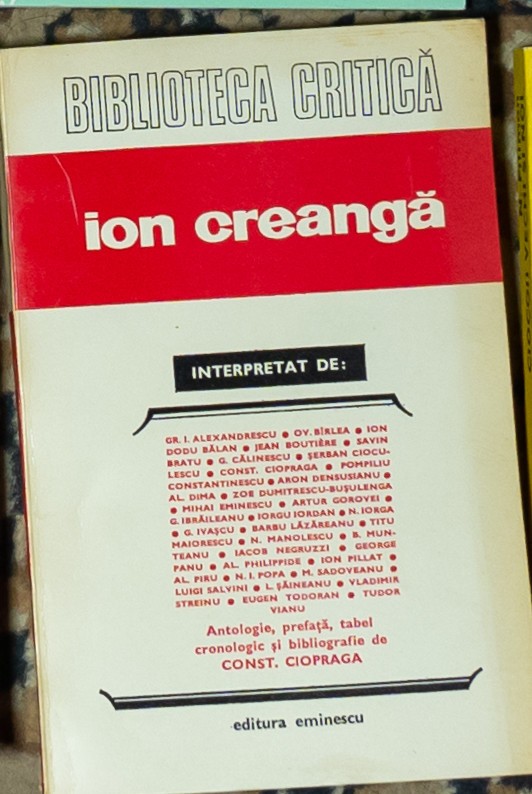 BIBLIOTECA CRITICĂ
ion creangă
INTERPRETAT DE:
GR. I. ALEXANDRESCU ● OV. BÎRLEA ● ION
DODU BĂLAN ● JEAN BOUTIÈRE ● SAVIN
BRATU ● G. CĂLINESCU ● ȘERBAN CIOCU-
LESCU ● CONST. CIOPRAGA ● POMPILIU
CONSTANTINESCU ● ARON DENSUSIANU ●
AL. DIMA ● ZOE DUMITRESCU-BUȘULENGA
● MIHAI EMINESCU ● ARTUR GOROVEI ●
G. IBRĂILEANU ● IORGU IORDAN ● N. IORGA
● G. IVAȘCU ● BARBU LĂZĂREANU ● TITU
MAIORESCU ● N. MANOLESCU ● B. MUN-
TEANU ● IACOB NEGRUZZI ● GEORGE
PANU ● AL. PHILIPPIDE ● ION PILLAT ●
AL. PIRU ● N. I. POPA ● M. SADOVEANU ●
LUIGI SALVINI ● L. ȘĂINEANU ● VLADIMIR
STREINU ● EUGEN TODORAN ● TUDOR
VIANU
Antologie, prefață, tabel
cronologic și bibliografie de
CONST. CIOPRAGA
editura eminescu